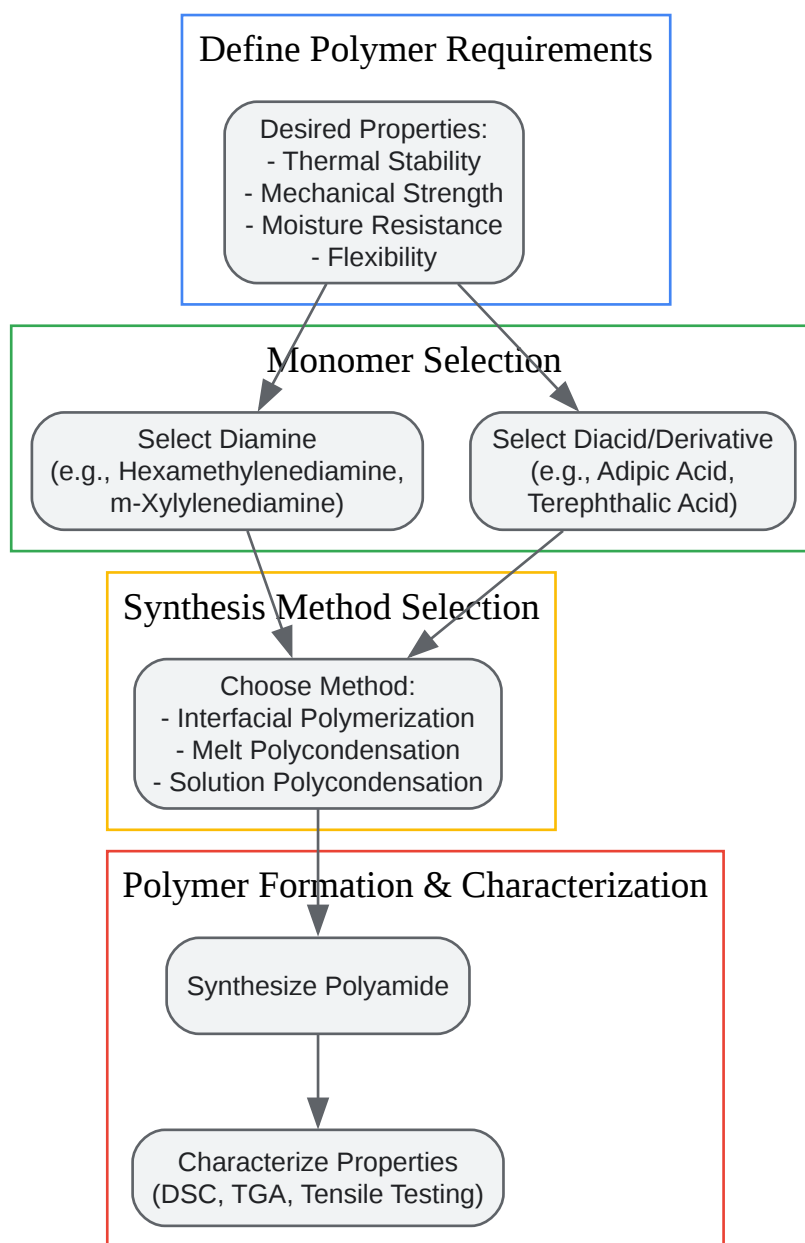 Define Polymer Requirements
Desired Properties:
- Thermal Stability
- Mechanical Strength
- Moisture Resistance
- Flexibility
Monomer Selection
Select Diamine
(e.g., Hexamethylenediamine,
m-Xylylenediamine)
Select Diacid/Derivative
(e.g., Adipic Acid,
Terephthalic Acid)
Synthesis Method Selection
Choose Method:
- Interfacial Polymerization
- Melt Polycondensation
- Solution Polycondensation
Polymer Formation & Characterization
Synthesize Polyamide
Characterize Properties
(DSC, TGA, Tensile Testing)